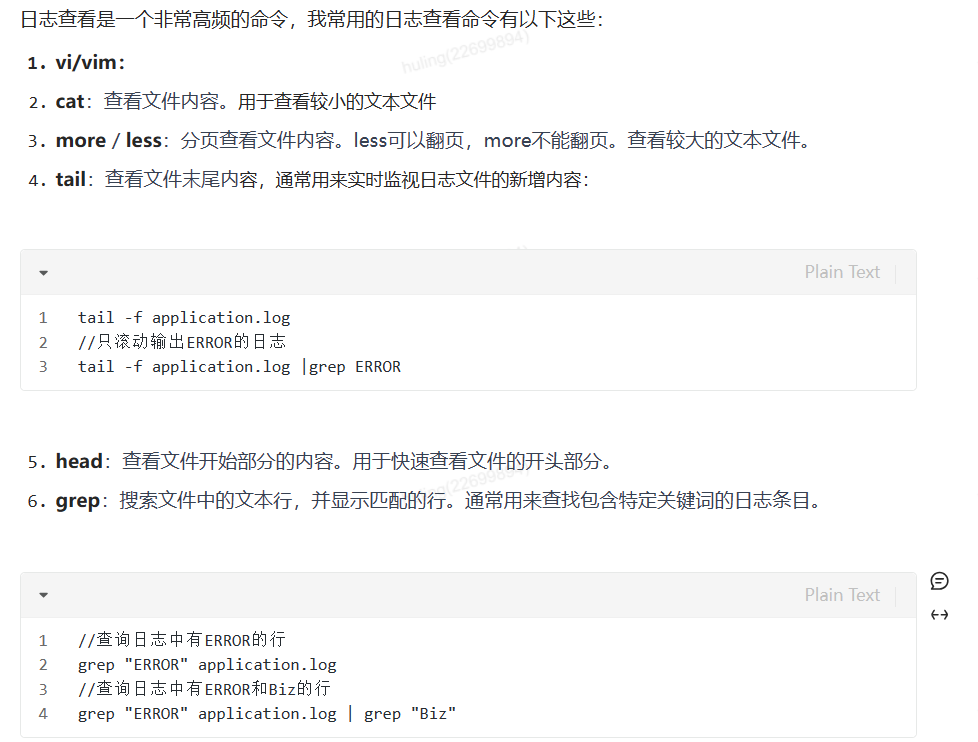 日志查看是一个非常高频的命令，我常用的日志查看命令有以下这些：
huling(22699894)
1. vi/vim：
2. cat：查看文件内容。用于查看较小的文本文件
3. more / less：分页查看文件内容。less可以翻页，more不能翻页。查看较大的文本文件。
4. tail：查看文件末尾内容，通常用来实时监视日志文件的新增内容：
Plain Text
1 tail -f application.log
2 //只滚动输出ERROR的日志
3 tail -f application.log |grep ERROR
5. head：查看文件开始部分的内容。用于快速查看文件的开头部分。
6. grep：搜索文件中的文本行，并显示匹配的行。通常用来查找包含特定关键词的日志条目。
Plain Text
1 //查询日志中有ERROR的行
2 grep "ERROR" application.log
3 //查询日志中有ERROR和Biz的行
4 grep "ERROR" application.log | grep "Biz"